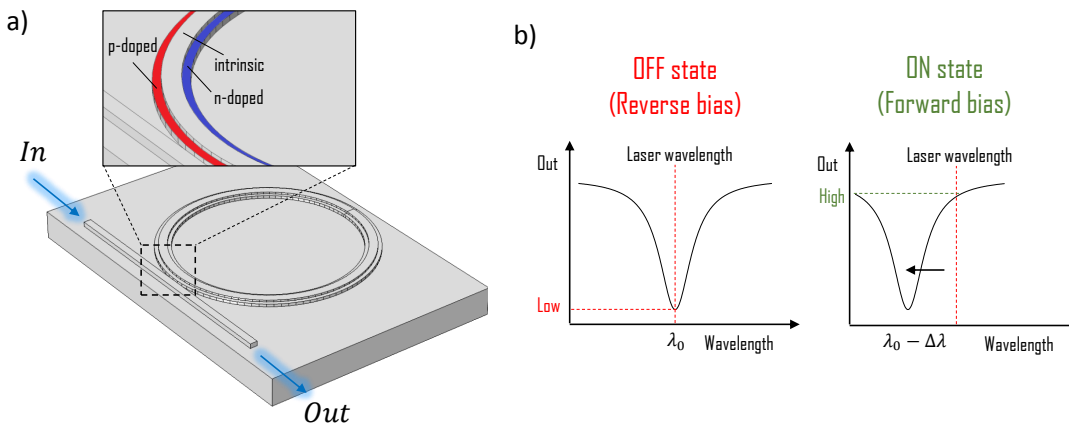 a)
p-doped
intrinsic
n-doped
In
Out
b)
OFF state
(Reverse bias)
Out
Laser wavelength
Low
λ₀
Wavelength
ON state
(Forward bias)
Out
Laser wavelength
High
λ₀ − Δλ
Wavelength